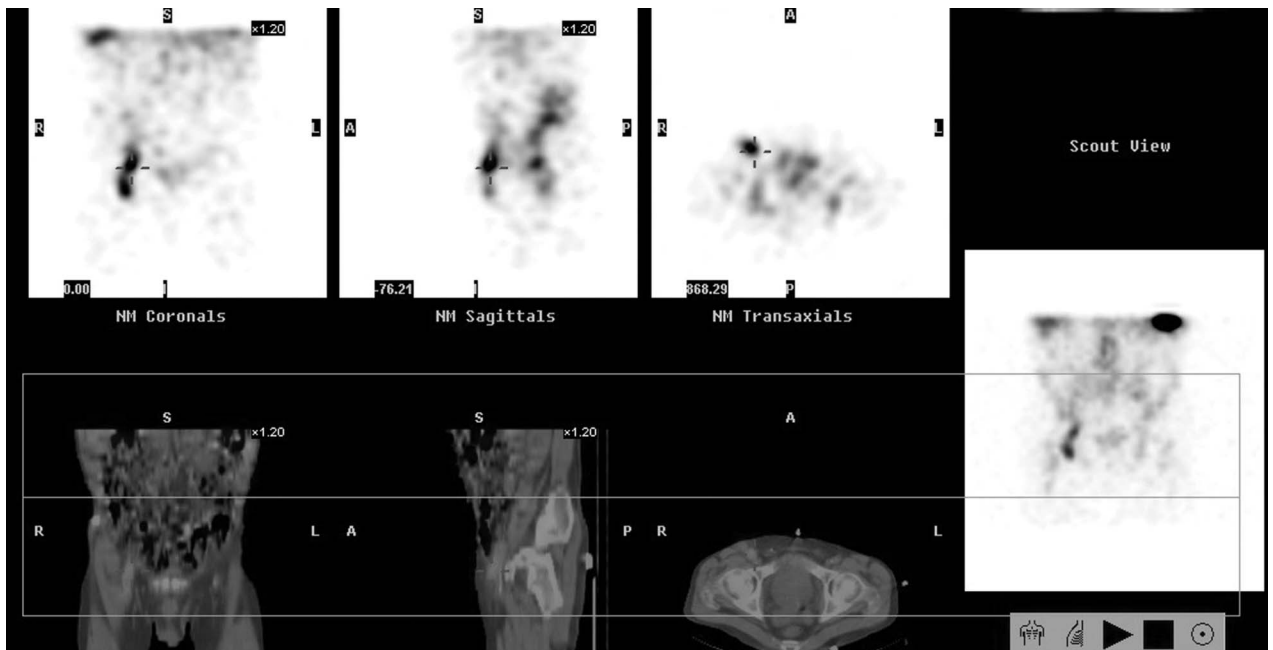 S
×1.20
S
×1.20
A
R
L
A
P
R
L
Scout View
0.00
I
-76.21
I
868.29
P
NM Coronals
NM Sagittals
NM Transaxials
S
×1.20
S
×1.20
A
R
L
A
P
R
L